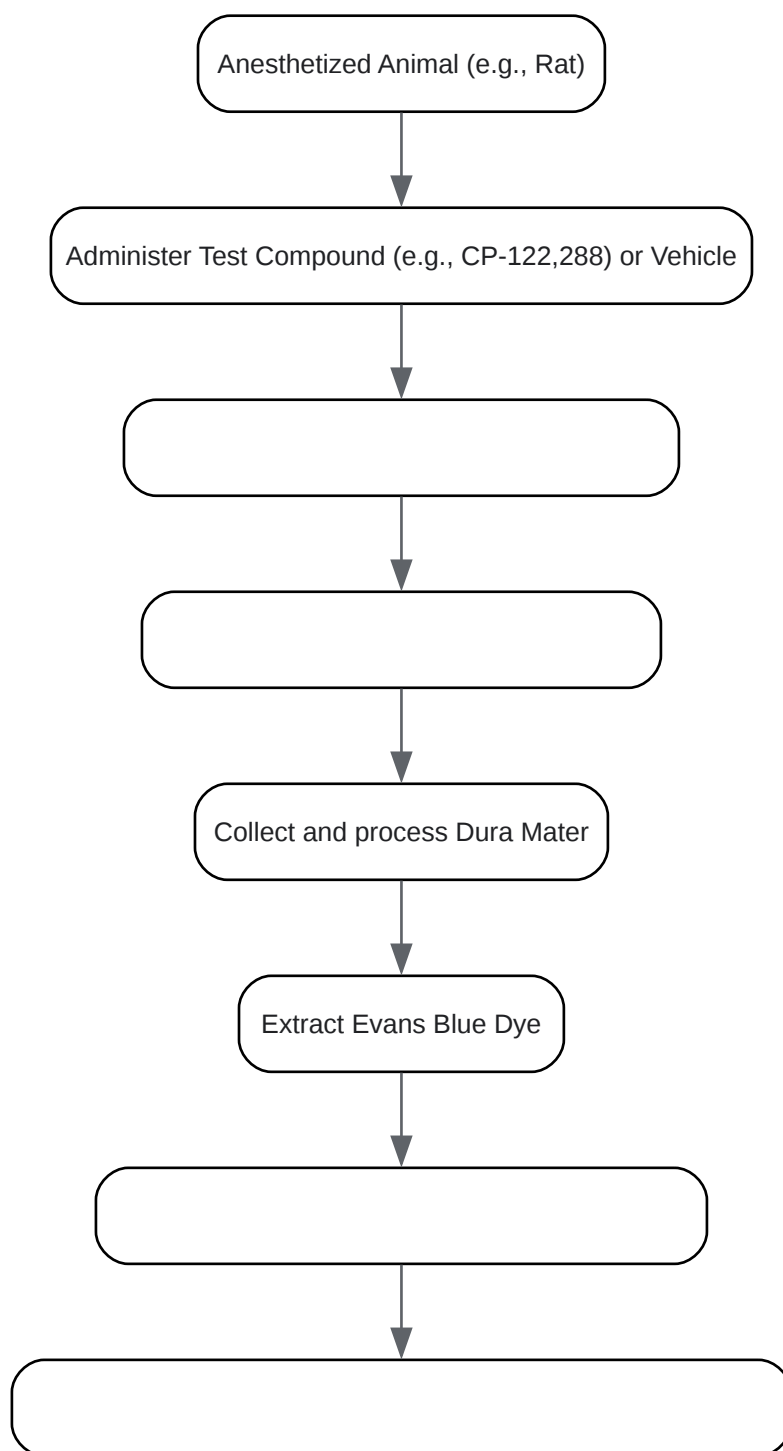 Anesthetized Animal (e.g., Rat)
Administer Test Compound (e.g., CP-122,288) or Vehicle
Collect and process Dura Mater
Extract Evans Blue Dye